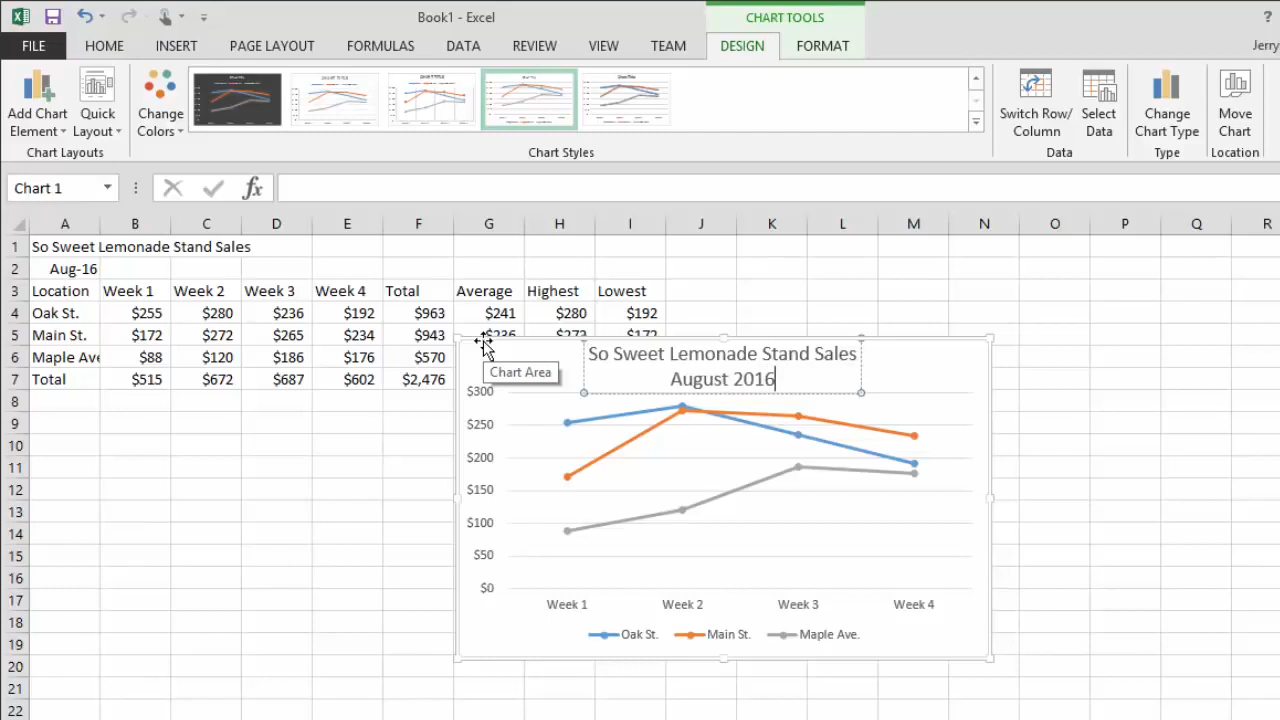 Book1 - Excel
CHART TOOLS
?
FILE HOME INSERT PAGE LAYOUT FORMULAS DATA REVIEW VIEW TEAM DESIGN FORMAT Jerry
Add Chart Element Quick Layout Change Colors Switch Row/ Column Select Data Change Chart Type Move Chart
Chart Layouts Chart Styles Data Type Location
Chart 1 fx
A B C D E F G H I J K L M N O P Q R
1 So Sweet Lemonade Stand Sales
2 Aug-16
3 Location Week 1 Week 2 Week 3 Week 4 Total Average Highest Lowest
4 Oak St. $255 $280 $236 $192 $963 $241 $280 $192
5 Main St. $172 $272 $265 $234 $943 $236 $272 $172
6 Maple Ave $88 $120 $186 $176 $570
7 Total $515 $672 $687 $602 $2,476
8
9
10
11
12
13
14
15
16
17
18
19
20
21
22
So Sweet Lemonade Stand Sales
August 2016
Chart Area
$300
$250
$200
$150
$100
$50
$0
Week 1 Week 2 Week 3 Week 4
Oak St. Main St. Maple Ave.